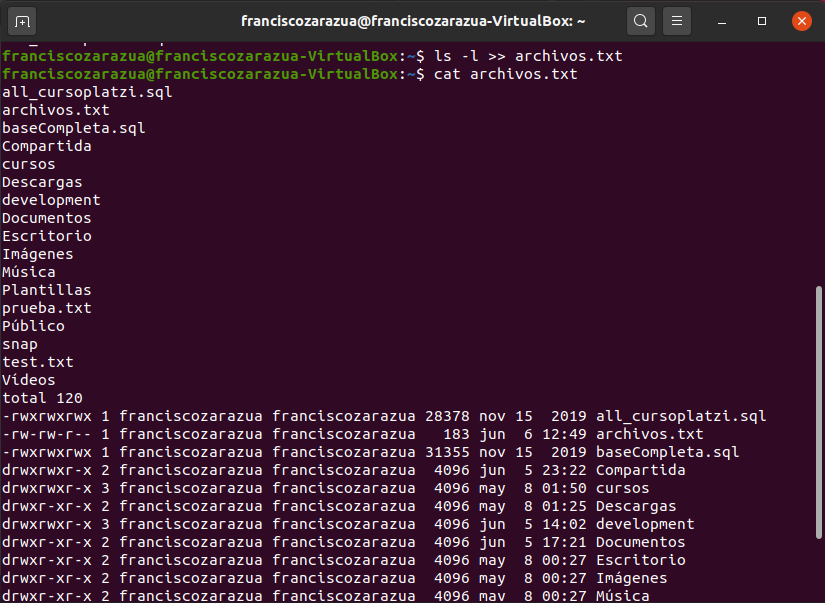 franciscozarazua@franciscozarazua-VirtualBox: ~
franciscozarazua@franciscozarazua-VirtualBox:~$ ls -l >> archivos.txt
franciscozarazua@franciscozarazua-VirtualBox:~$ cat archivos.txt
all_cursoplatzi.sql
archivos.txt
baseCompleta.sql
Compartida
cursos
Descargas
development
Documentos
Escritorio
Imágenes
Música
Plantillas
prueba.txt
Público
snap
test.txt
Vídeos
total 120
-rwxrwxrwx 1 franciscozarazua franciscozarazua 28378 nov 15  2019 all_cursoplatzi.sql
-rw-rw-r-- 1 franciscozarazua franciscozarazua   183 jun  6 12:49 archivos.txt
-rwxrwxrwx 1 franciscozarazua franciscozarazua 31355 nov 15  2019 baseCompleta.sql
drwxrwxr-x 2 franciscozarazua franciscozarazua  4096 jun  5 23:22 Compartida
drwxrwxr-x 3 franciscozarazua franciscozarazua  4096 may  8 01:50 cursos
drwxr-xr-x 2 franciscozarazua franciscozarazua  4096 may  8 01:25 Descargas
drwxrwxr-x 3 franciscozarazua franciscozarazua  4096 jun  5 14:02 development
drwxr-xr-x 2 franciscozarazua franciscozarazua  4096 jun  5 17:21 Documentos
drwxr-xr-x 2 franciscozarazua franciscozarazua  4096 may  8 00:27 Escritorio
drwxr-xr-x 2 franciscozarazua franciscozarazua  4096 may  8 00:27 Imágenes
drwxr-xr-x 2 franciscozarazua franciscozarazua  4096 may  8 00:27 Música